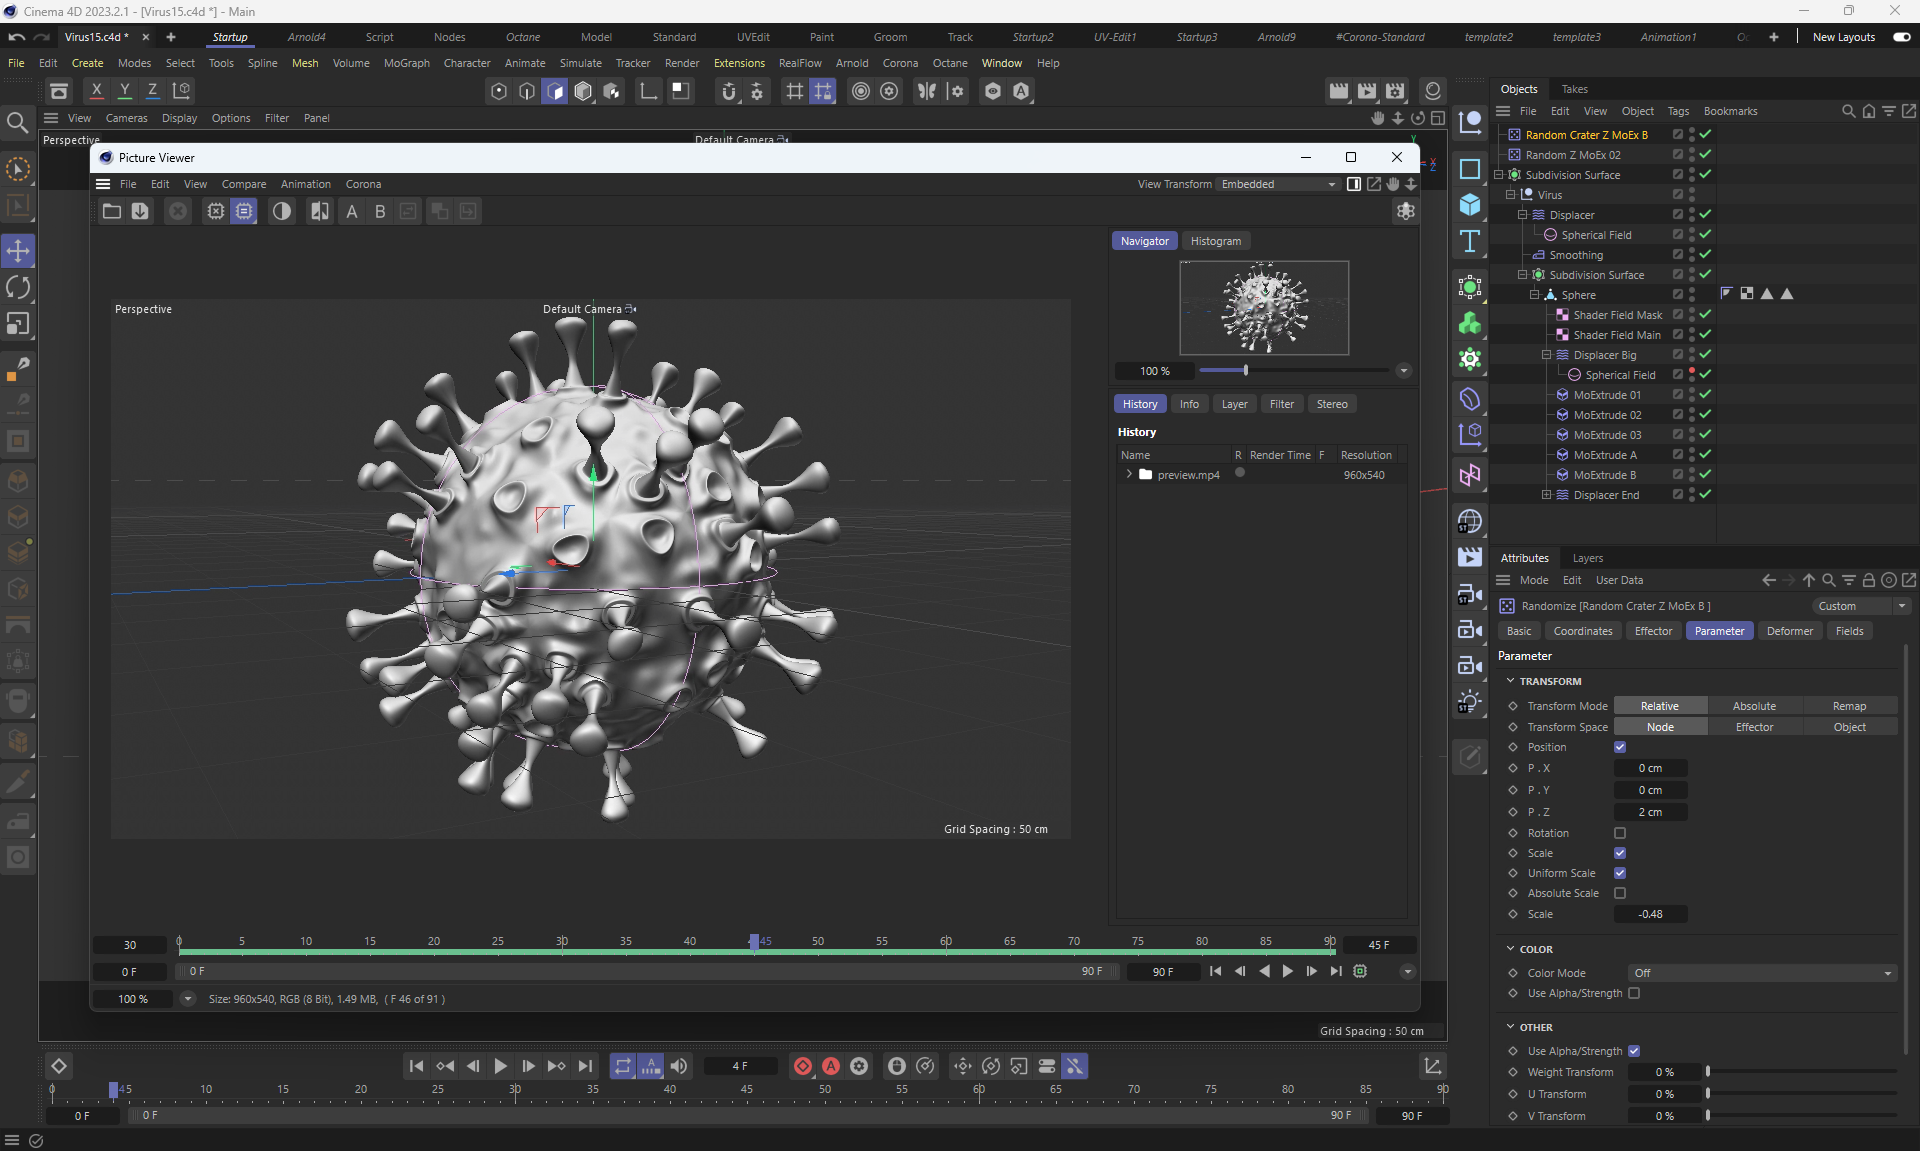 Cinema 4D 2023.2.1 - [Virus15.c4d *] - Main
Virus15.c4d * Startup Arnold4 Script Nodes Octane Model Standard UVEdit Paint Groom Track Startup2 UV-Edit1 Startup3 Arnold9 #Corona-Standard template2 template3 Animation1 New Layouts
File Edit Create Modes Select Tools Spline Mesh Volume MoGraph Character Animate Simulate Tracker Render Extensions RealFlow Arnold Corona Octane Window Help
X Y Z
View Cameras Display Options Filter Panel
Perspective Default Camera
Picture Viewer
File Edit View Compare Animation Corona View Transform Embedded
A B
Navigator Histogram
Perspective Default Camera
100 %
History Info Layer Filter Stereo
History
Name R Render Time F Resolution
preview.mp4 960x540
Grid Spacing : 50 cm
30 0 5 10 15 20 25 30 35 40 45 50 55 60 65 70 75 80 85 90 45 F
0 F 0 F 90 F 90 F
100 % Size: 960x540, RGB (8 Bit), 1.49 MB, ( F 46 of 91 )
Grid Spacing : 50 cm
4 F
0 45 10 15 20 25 30 35 40 45 50 55 60 65 70 75 80 85 90
0 F 0 F 90 F 90 F
Objects Takes
File Edit View Object Tags Bookmarks
Random Crater Z MoEx B
Random Z MoEx 02
Subdivision Surface
Virus
Displacer
Spherical Field
Smoothing
Subdivision Surface
Sphere
Shader Field Mask
Shader Field Main
Displacer Big
Spherical Field
MoExtrude 01
MoExtrude 02
MoExtrude 03
MoExtrude A
MoExtrude B
Displacer End
Attributes Layers
Mode Edit User Data
Randomize [Random Crater Z MoEx B ] Custom
Basic Coordinates Effector Parameter Deformer Fields
Parameter
TRANSFORM
Transform Mode Relative Absolute Remap
Transform Space Node Effector Object
Position
P . X 0 cm
P . Y 0 cm
P . Z 2 cm
Rotation
Scale
Uniform Scale
Absolute Scale
Scale -0.48
COLOR
Color Mode Off
Use Alpha/Strength
OTHER
Use Alpha/Strength
Weight Transform 0 %
U Transform 0 %
V Transform 0 %